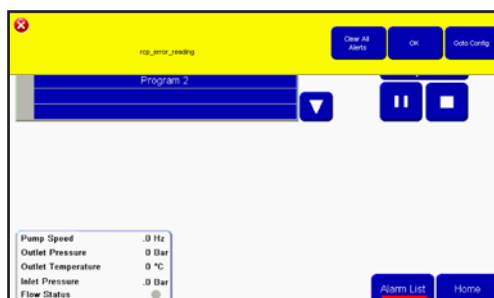 Clear All
Alerts
OK
Goto Config
rcp_error_reading
Program 2
Pump Speed .0 Hz
Outlet Pressure 0 Bar
Outlet Temperature 0 °C
Inlet Pressure .0 Bar
Flow Status
Alarm List
Home